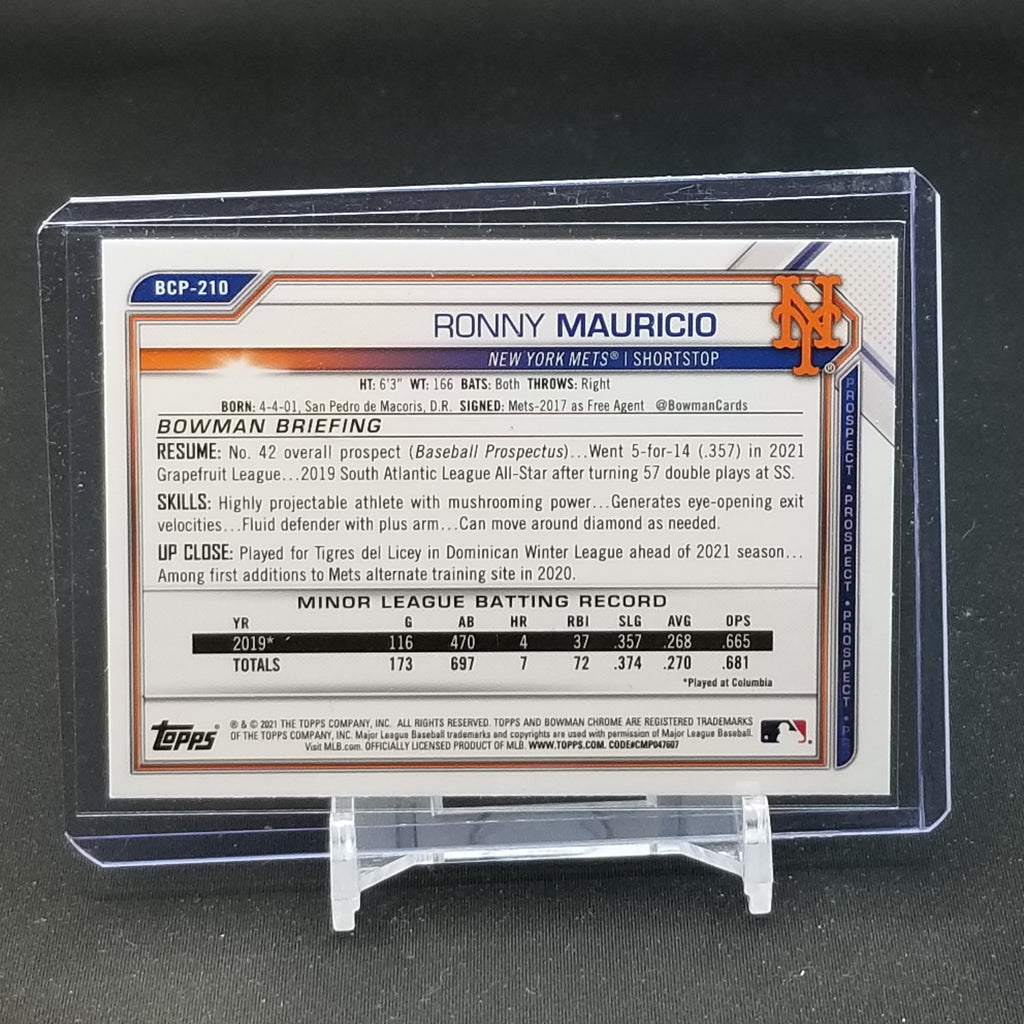 BCP-210
RONNY MAURICIO
NEW YORK METS® | SHORTSTOP
NY
®
HT: 6'3" WT: 166 BATS: Both THROWS: Right
BORN: 4-4-01, San Pedro de Macoris, D.R. SIGNED: Mets-2017 as Free Agent @BowmanCards
BOWMAN BRIEFING
RESUME: No. 42 overall prospect (Baseball Prospectus)...Went 5-for-14 (.357) in 2021
Grapefruit League...2019 South Atlantic League All-Star after turning 57 double plays at SS.
SKILLS: Highly projectable athlete with mushrooming power...Generates eye-opening exit
velocities...Fluid defender with plus arm...Can move around diamond as needed.
UP CLOSE: Played for Tigres del Licey in Dominican Winter League ahead of 2021 season...
Among first additions to Mets alternate training site in 2020.
MINOR LEAGUE BATTING RECORD
YR G AB HR RBI SLG AVG OPS
2019* 116 470 4 37 .357 .268 .665
TOTALS 173 697 7 72 .374 .270 .681
*Played at Columbia
PROSPECT • PROSPECT • PROSPECT • PR
Topps®
® & © 2021 THE TOPPS COMPANY, INC. ALL RIGHTS RESERVED. TOPPS AND BOWMAN CHROME ARE REGISTERED TRADEMARKS
OF THE TOPPS COMPANY, INC. Major League Baseball trademarks and copyrights are used with permission of Major League Baseball.
Visit MLB.com. OFFICIALLY LICENSED PRODUCT OF MLB. WWW.TOPPS.COM. CODE#CMP047607